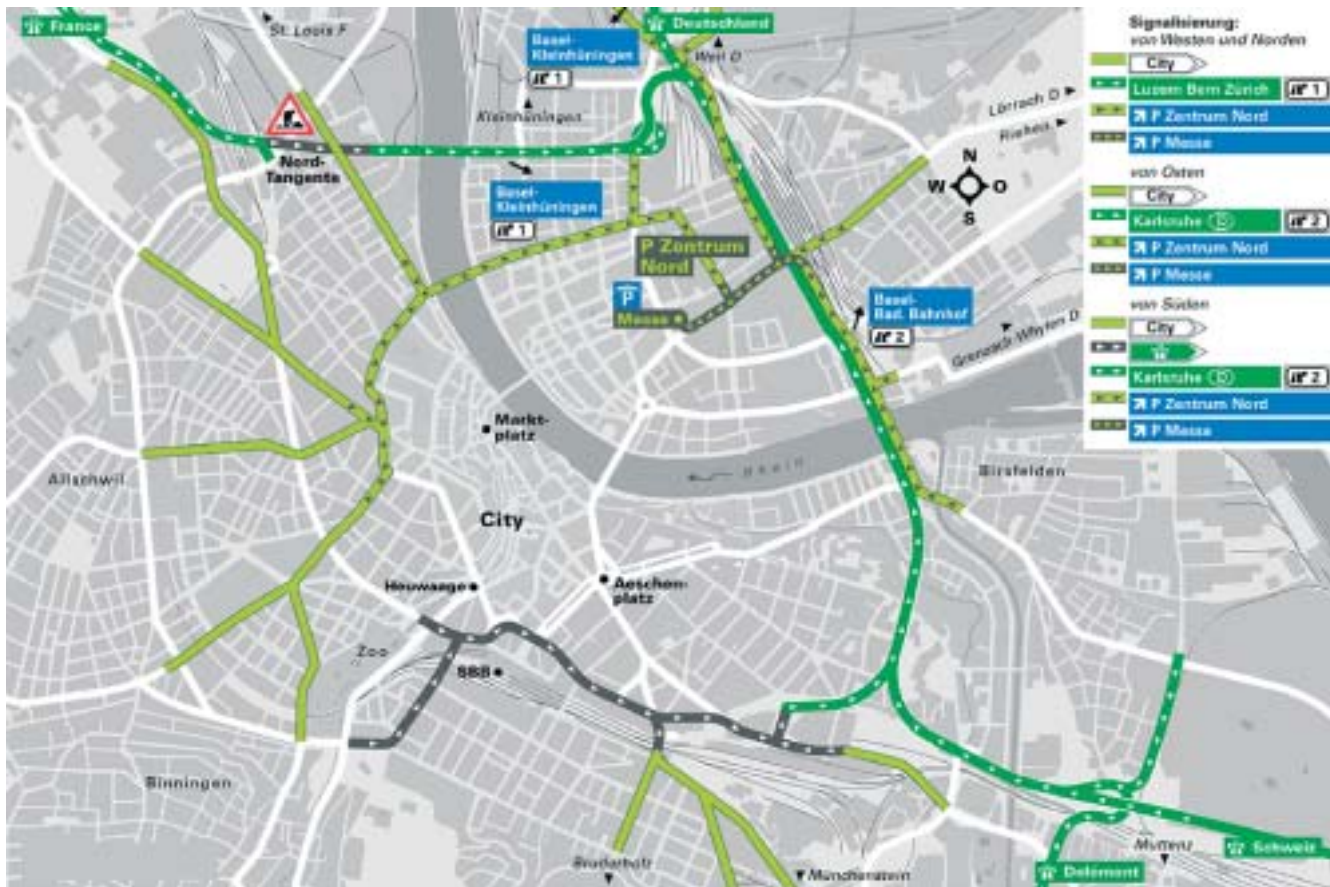 France
St. Louis F
Basel-
Kleinhüningen
1
Deutschland
Weil D
Kleinhüningen
Lörrach D
Riehen
Nord-
Tangente
Basel-
Kleinhüningen
1
N
W O
S
P Zentrum
Nord
P
Messe
Basel-
Bad. Bahnhof
2
Grenzach-Whylen D
Markt-
platz
Rhein
Allschwil
Birsfelden
City
Heuwaage
Aeschen-
platz
Zoo
SBB
Binningen
Bruderholz
Münchenstein
Muttenz
Delémont
Schweiz
Signalisierung:
von Westen und Norden
City
Luzern Bern Zürich 1
P Zentrum Nord
P Messe
von Osten
City
Karlsruhe D 2
P Zentrum Nord
P Messe
von Süden
City
Karlsruhe D 2
P Zentrum Nord
P Messe